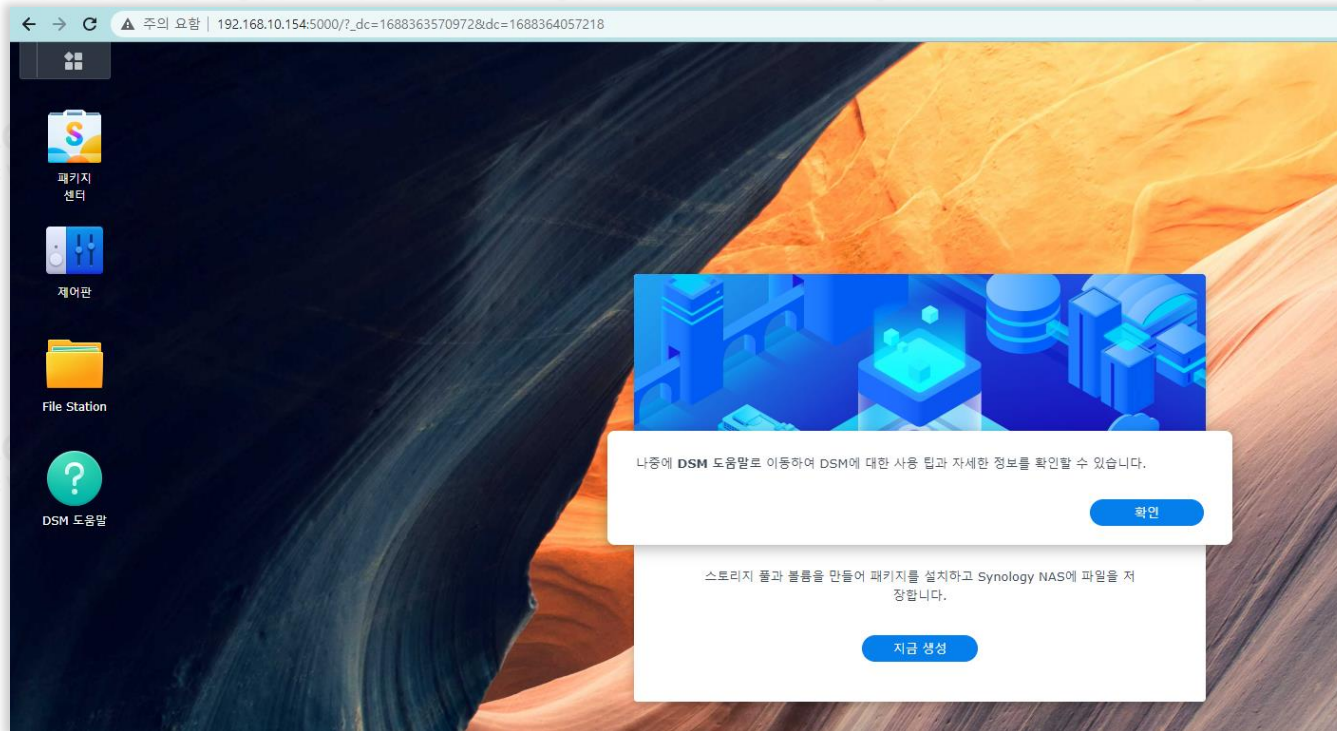 주의 요함 | 192.168.10.154:5000/?_dc=1688363570972&dc=1688364057218
패키지
센터
제어판
File Station
DSM 도움말
나중에 DSM 도움말로 이동하여 DSM에 대한 사용 팁과 자세한 정보를 확인할 수 있습니다.
확인
스토리지 풀과 볼륨을 만들어 패키지를 설치하고 Synology NAS에 파일을 저
장합니다.
지금 생성